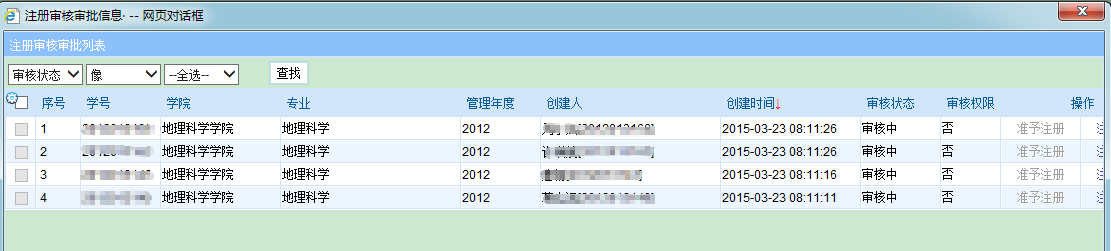 注册审核审批信息 -- 网页对话框
注册审核审批列表
审核状态 像 --全选-- 查找
序号 学号 学院 专业 管理年度 创建人 创建时间↓ 审核状态 审核权限 操作
1 地理科学学院 地理科学 2012 2015-03-23 08:11:26 审核中 否 准予注册
2 地理科学学院 地理科学 2012 2015-03-23 08:11:26 审核中 否 准予注册
3 地理科学学院 地理科学 2012 2015-03-23 08:11:16 审核中 否 准予注册
4 地理科学学院 地理科学 2012 2015-03-23 08:11:11 审核中 否 准予注册